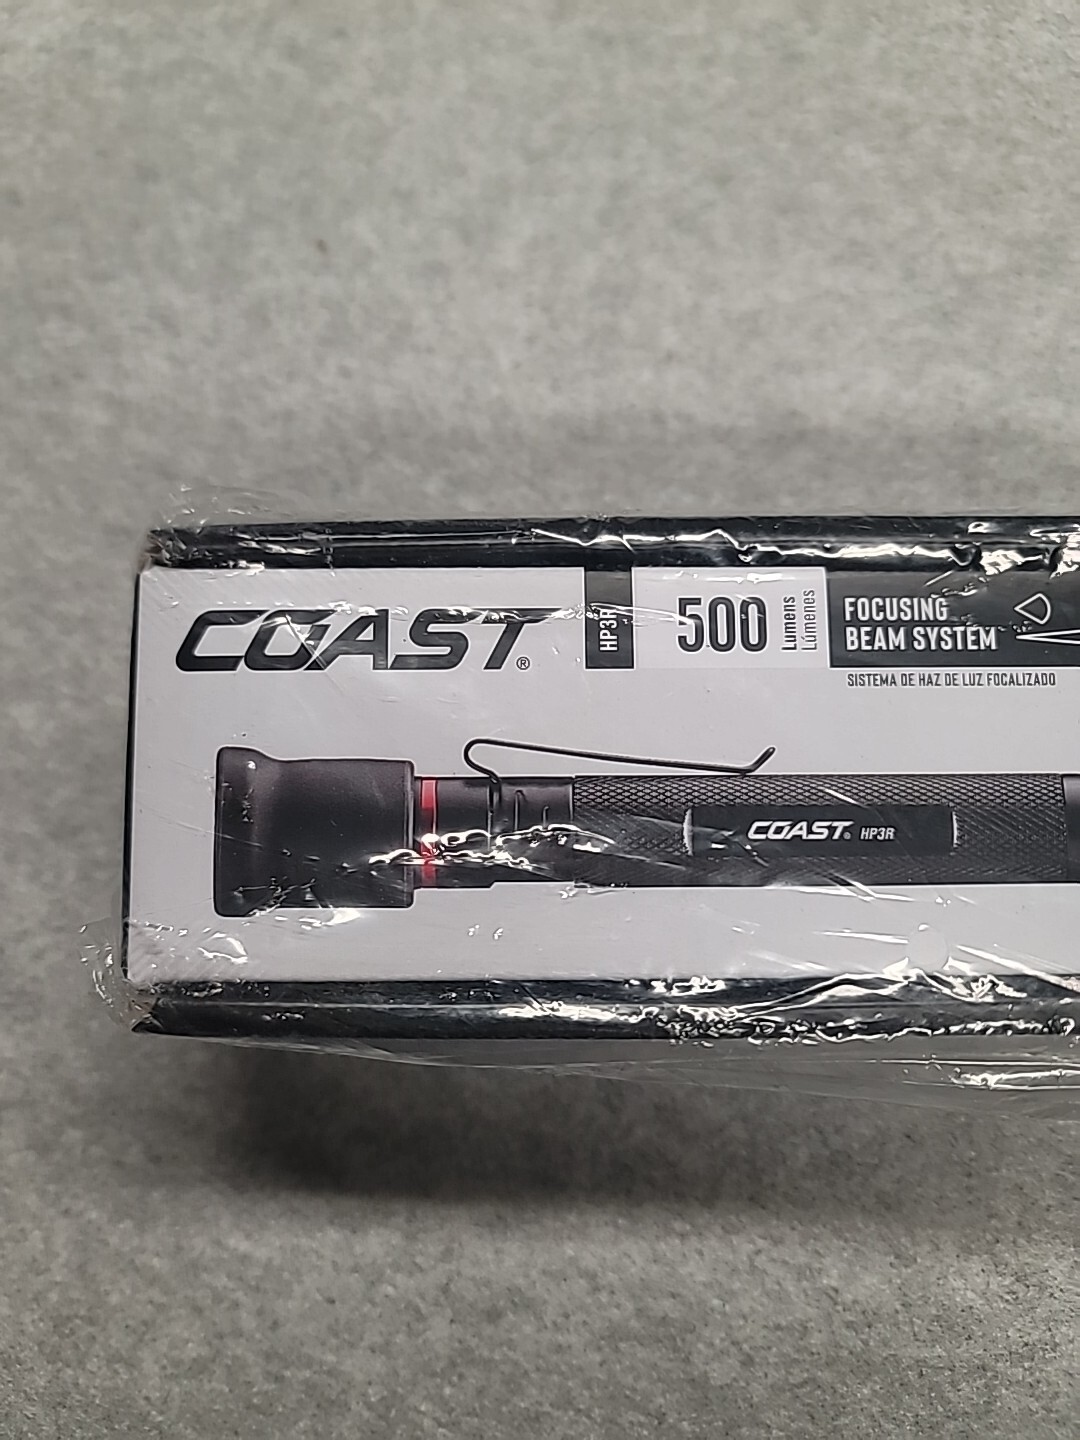 COAST®
HP3R
500 Lumens
Lúmenes
FOCUSING
BEAM SYSTEM
SISTEMA DE HAZ DE LUZ FOCALIZADO
COAST® HP3R